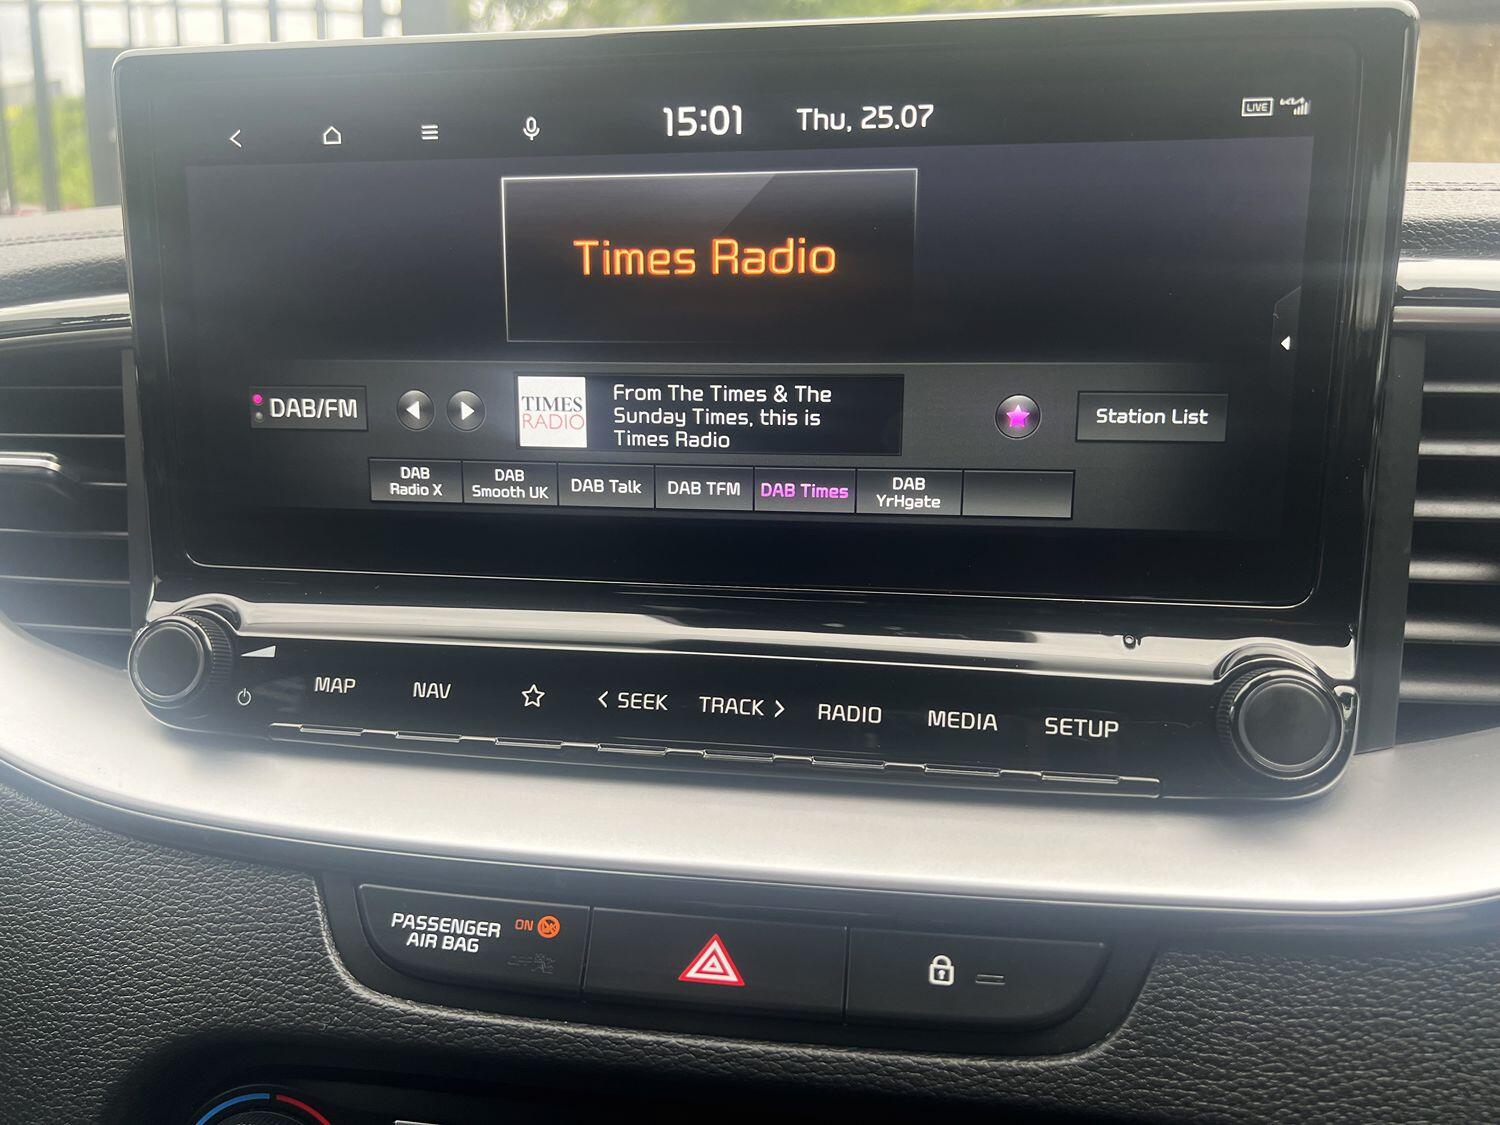 15:01 Thu, 25.07
LIVE
Times Radio
DAB/FM
TIMES
RADIO
From The Times & The
Sunday Times, this is
Times Radio
Station List
DAB
Radio X
DAB
Smooth UK
DAB Talk
DAB TFM
DAB Times
DAB
YrHgate
MAP NAV < SEEK TRACK > RADIO MEDIA SETUP
PASSENGER
AIR BAG
ON
OFF